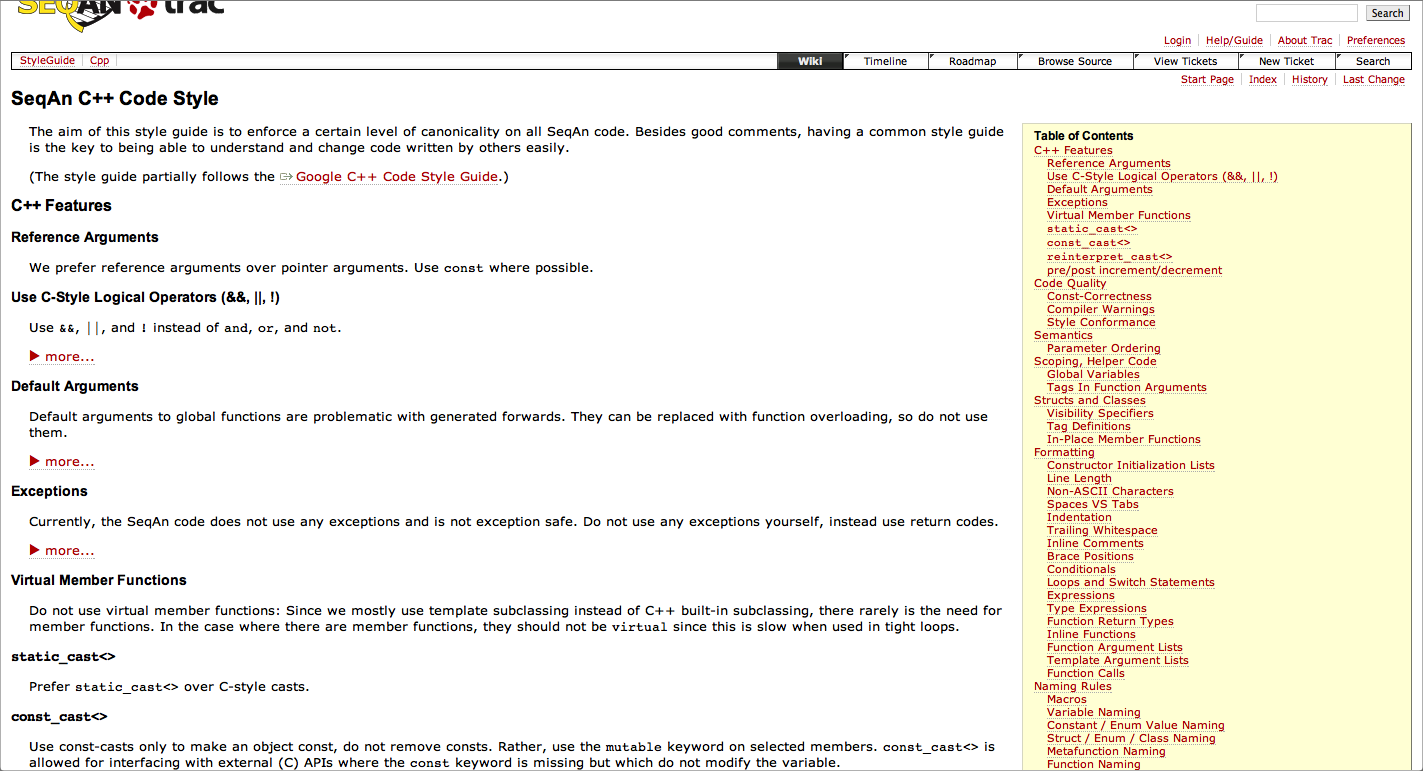 SEQAN trac
Search
Login Help/Guide About Trac Preferences
StyleGuide Cpp Wiki Timeline Roadmap Browse Source View Tickets New Ticket Search
Start Page Index History Last Change
SeqAn C++ Code Style
The aim of this style guide is to enforce a certain level of canonicality on all SeqAn code. Besides good comments, having a common style guide
is the key to being able to understand and change code written by others easily.
(The style guide partially follows the Google C++ Code Style Guide.)
C++ Features
Reference Arguments
We prefer reference arguments over pointer arguments. Use const where possible.
Use C-Style Logical Operators (&&, ||, !)
Use &&, ||, and ! instead of and, or, and not.
▶ more...
Default Arguments
Default arguments to global functions are problematic with generated forwards. They can be replaced with function overloading, so do not use
them.
▶ more...
Exceptions
Currently, the SeqAn code does not use any exceptions and is not exception safe. Do not use any exceptions yourself, instead use return codes.
▶ more...
Virtual Member Functions
Do not use virtual member functions: Since we mostly use template subclassing instead of C++ built-in subclassing, there rarely is the need for
member functions. In the case where there are member functions, they should not be virtual since this is slow when used in tight loops.
static_cast<>
Prefer static_cast<> over C-style casts.
const_cast<>
Use const-casts only to make an object const, do not remove consts. Rather, use the mutable keyword on selected members. const_cast<> is
allowed for interfacing with external (C) APIs where the const keyword is missing but which do not modify the variable.
Table of Contents
C++ Features
Reference Arguments
Use C-Style Logical Operators (&&, ||, !)
Default Arguments
Exceptions
Virtual Member Functions
static_cast<>
const_cast<>
reinterpret_cast<>
pre/post increment/decrement
Code Quality
Const-Correctness
Compiler Warnings
Style Conformance
Semantics
Parameter Ordering
Scoping, Helper Code
Global Variables
Tags In Function Arguments
Structs and Classes
Visibility Specifiers
Tag Definitions
In-Place Member Functions
Formatting
Constructor Initialization Lists
Line Length
Non-ASCII Characters
Spaces VS Tabs
Indentation
Trailing Whitespace
Inline Comments
Brace Positions
Conditionals
Loops and Switch Statements
Expressions
Type Expressions
Function Return Types
Inline Functions
Function Argument Lists
Template Argument Lists
Function Calls
Naming Rules
Macros
Variable Naming
Constant / Enum Value Naming
Struct / Enum / Class Naming
Metafunction Naming
Function Naming